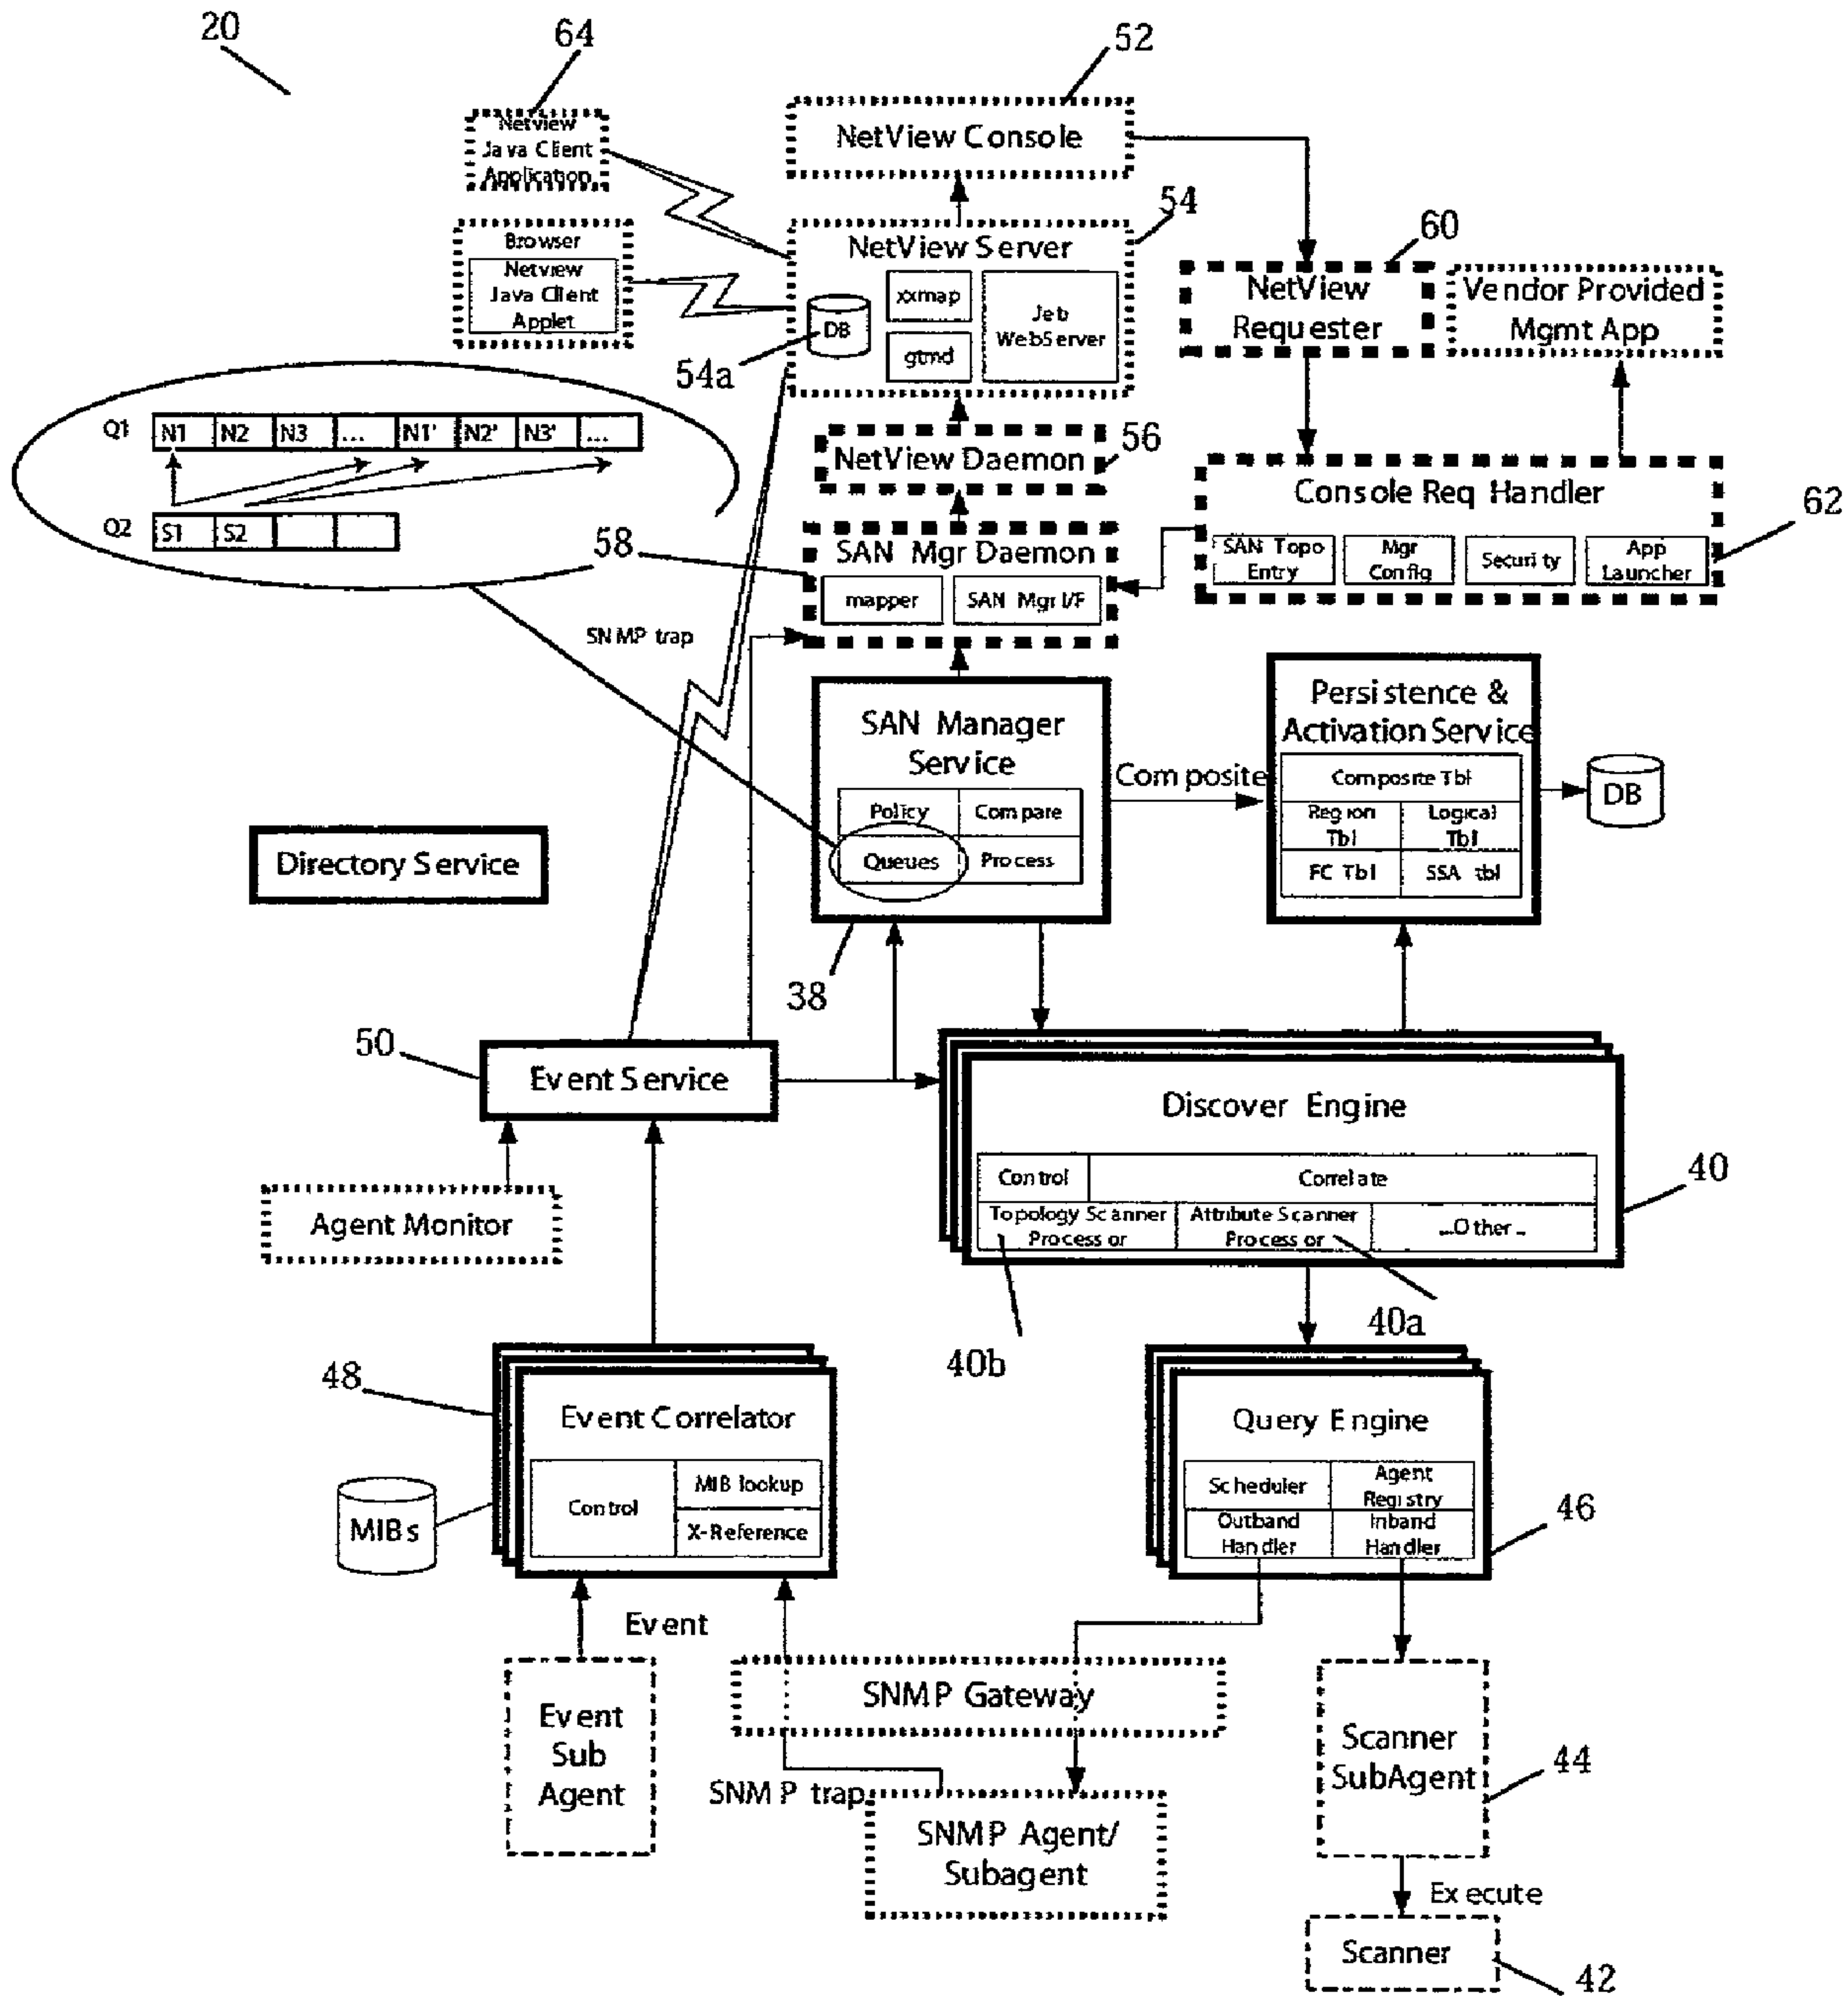 20
64
52
Netview
Java Client
Application
NetView Console
54
Browser
Netview
Java Client
Applet
NetView Server
DB
xxmap
gtmd
Jeb
WebServer
54a
60
NetView
Requester
Vendor Provided
Mgmt App
Q1 N1 N2 N3 ... N1' N2' N3' ...
Q2 S1 S2
NetView Daemon
56
Console Req Handler
SAN Topo
Entry
Mgr
Config
Security
App
Launcher
62
58
SAN Mgr Daemon
mapper
SAN Mgr I/F
SNMP trap
SAN Manager
Service
Policy
Compare
Queues
Process
38
Composite
Persistence &
Activation Service
Composite Tbl
Region
Tbl
Logical
Tbl
FC Tbl
SSA tbl
DB
Directory Service
50
Event Service
Agent Monitor
Discover Engine
Control
Correlate
Topology Scanner
Processor
Attribute Scanner
Processor
...Other..
40
40a
40b
48
Event Correlator
Control
MIB lookup
X-Reference
MIBs
Query Engine
Scheduler
Agent
Registry
Outband
Handler
Inband
Handler
46
Event
Event
Sub
Agent
SNMP Gateway
SNMP trap
SNMP Agent/
Subagent
Scanner
SubAgent
44
Execute
Scanner
42